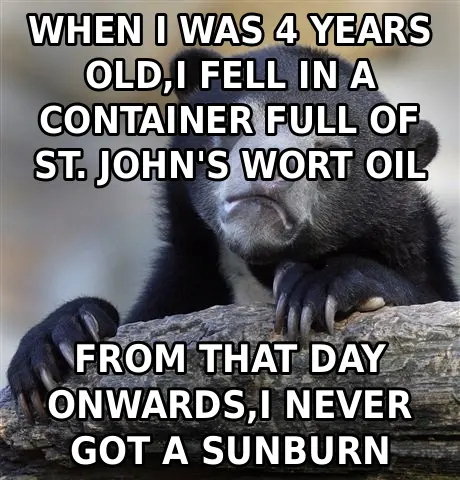 WHEN I WAS 4 YEARS
OLD,I FELL IN A
CONTAINER FULL OF
ST. JOHN'S WORT OIL
FROM THAT DAY
ONWARDS,I NEVER
GOT A SUNBURN